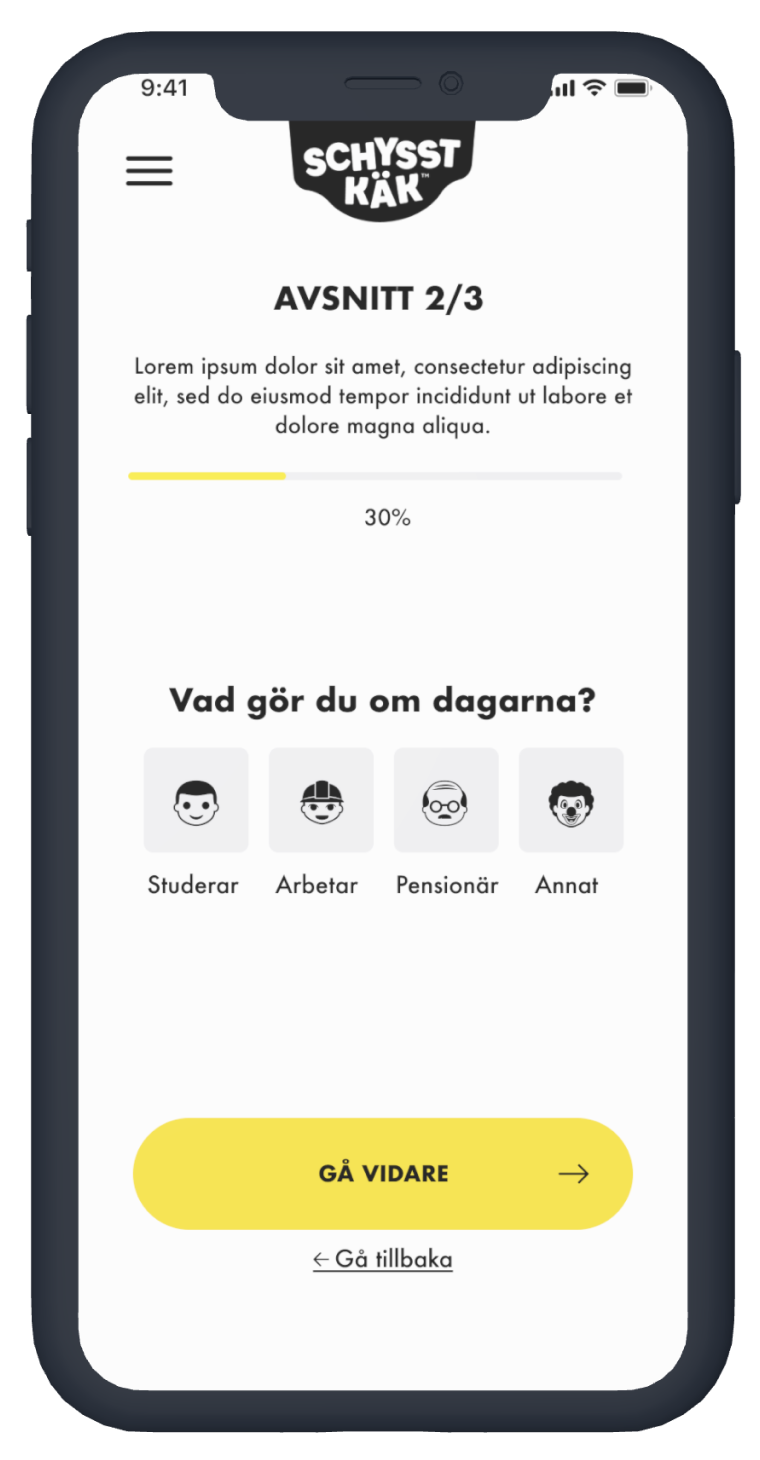 9:41
SCHYSST
KÄK™
AVSNITT 2/3
Lorem ipsum dolor sit amet, consectetur adipiscing
elit, sed do eiusmod tempor incididunt ut labore et
dolore magna aliqua.
30%
Vad gör du om dagarna?
Studerar Arbetar Pensionär Annat
GÅ VIDARE →
← Gå tillbaka